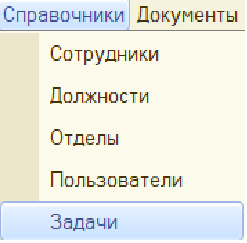 Справочники Документы
Сотрудники
Должности
Отделы
Пользователи
Задачи